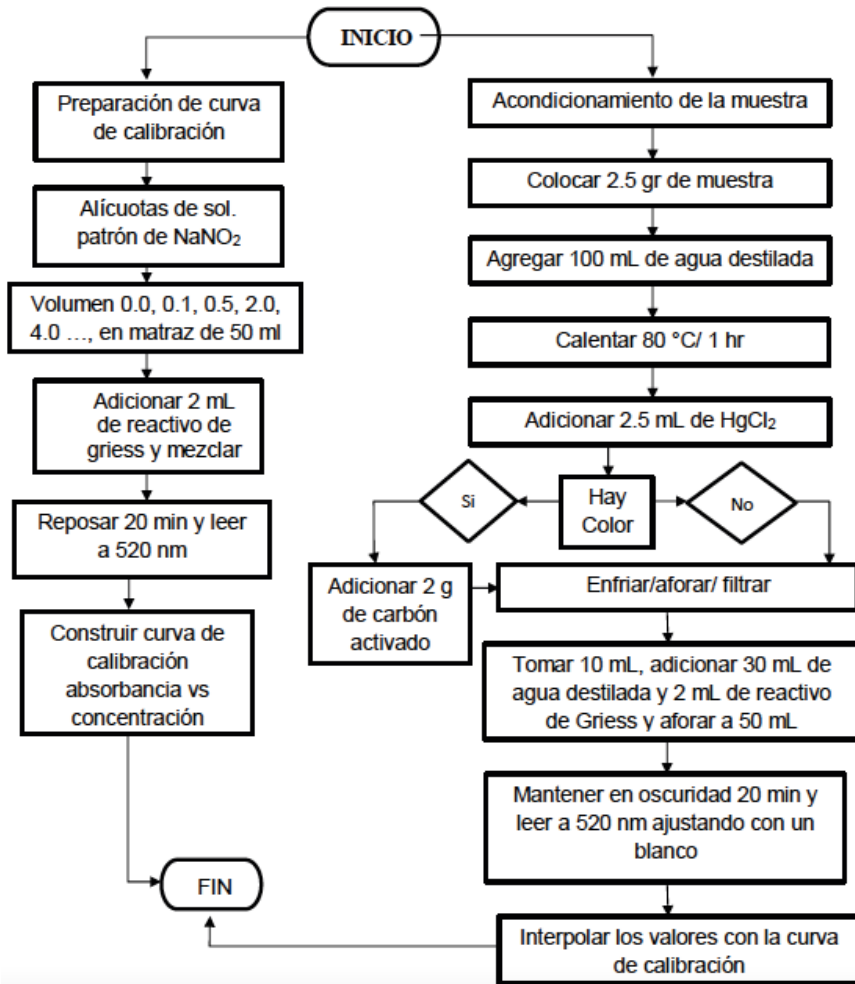 INICIO
Preparación de curva
de calibración
Alícuotas de sol.
patrón de NaNO₂
Volumen 0.0, 0.1, 0.5, 2.0,
4.0 ..., en matraz de 50 ml
Adicionar 2 mL
de reactivo de
griess y mezclar
Reposar 20 min y leer
a 520 nm
Construir curva de
calibración
absorbancia vs
concentración
Acondicionamiento de la muestra
Colocar 2.5 gr de muestra
Agregar 100 mL de agua destilada
Calentar 80 °C/ 1 hr
Adicionar 2.5 mL de HgCl₂
Si
Hay
Color
No
Adicionar 2 g
de carbón
activado
Enfriar/aforar/ filtrar
Tomar 10 mL, adicionar 30 mL de
agua destilada y 2 mL de reactivo
de Griess y aforar a 50 mL
Mantener en oscuridad 20 min y
leer a 520 nm ajustando con un
blanco
Interpolar los valores con la curva
de calibración
FIN